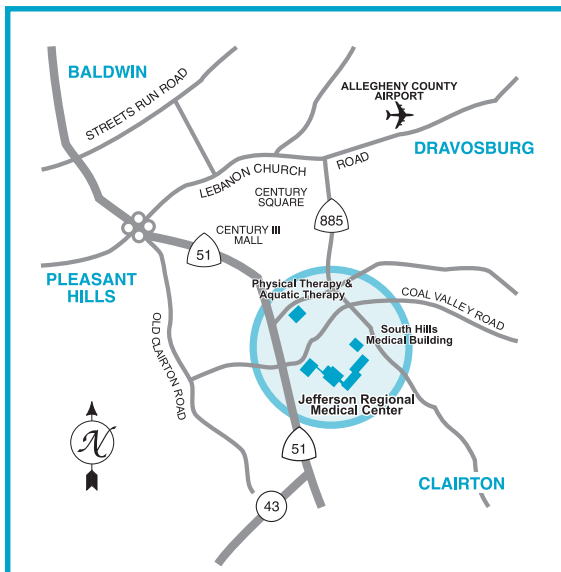 BALDWIN
STREETS RUN ROAD
ALLEGHENY COUNTY
AIRPORT
DRAVOSBURG
LEBANON CHURCH
ROAD
CENTURY
SQUARE
885
CENTURY III
MALL
51
PLEASANT
HILLS
Physical Therapy &
Aquatic Therapy
COAL VALLEY ROAD
OLD CLAIRTON ROAD
South Hills
Medical Building
Jefferson Regional
Medical Center
N
51
CLAIRTON
43